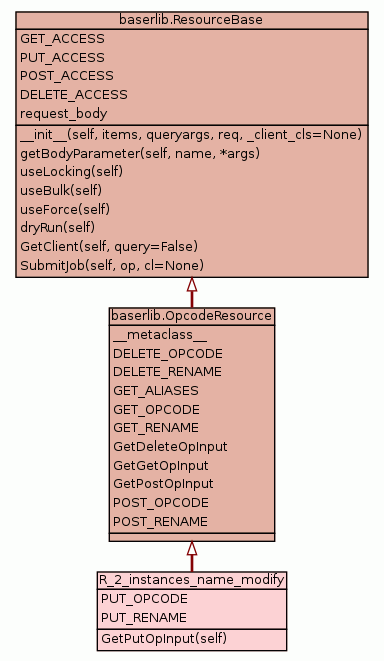 baserlib.ResourceBase
GET_ACCESS
PUT_ACCESS
POST_ACCESS
DELETE_ACCESS
request_body
__init__(self, items, queryargs, req, _client_cls=None)
getBodyParameter(self, name, *args)
useLocking(self)
useBulk(self)
useForce(self)
dryRun(self)
GetClient(self, query=False)
SubmitJob(self, op, cl=None)
baserlib.OpcodeResource
__metaclass__
DELETE_OPCODE
DELETE_RENAME
GET_ALIASES
GET_OPCODE
GET_RENAME
GetDeleteOpInput
GetGetOpInput
GetPostOpInput
POST_OPCODE
POST_RENAME
R_2_instances_name_modify
PUT_OPCODE
PUT_RENAME
GetPutOpInput(self)